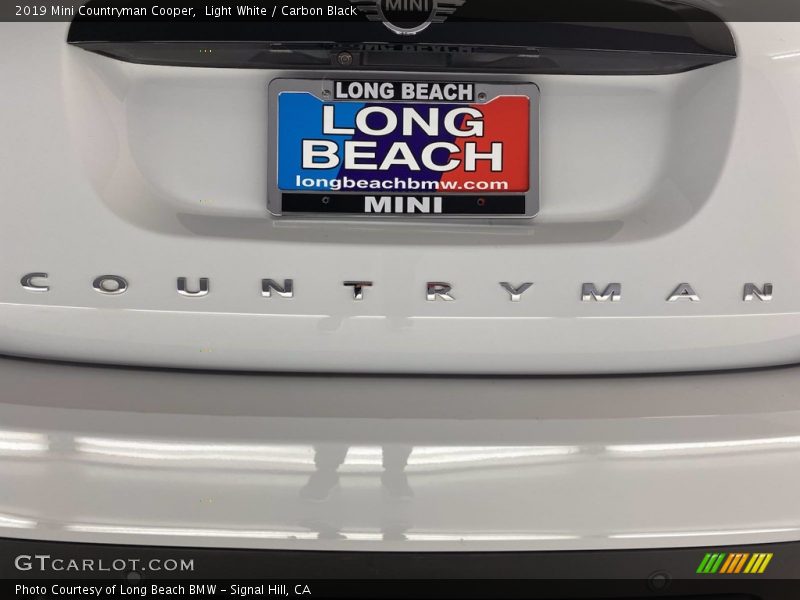 2019 Mini Countryman Cooper, Light White / Carbon Black
MINI
LONG BEACH
LONG
BEACH
longbeachbmw.com
MINI
COUNTRYMAN
GTCARLOT.COM
Photo Courtesy of Long Beach BMW – Signal Hill, CA